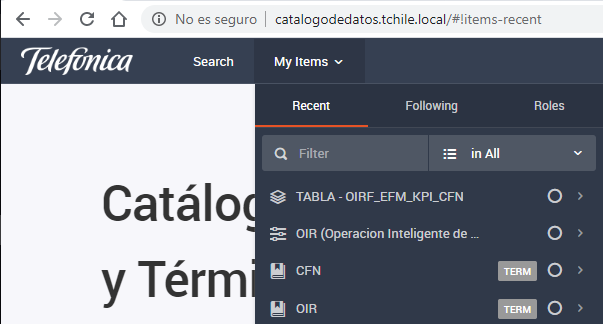 No es seguro catalogodedatos.tchile.local/#!items-recent
Telefónica Search My Items
Recent Following Roles
Filter in All
TABLA - OIRF_EFM_KPI_CFN
OIR (Operacion Inteligente de ...
CFN TERM
OIR TERM
Catálog
y Térmi